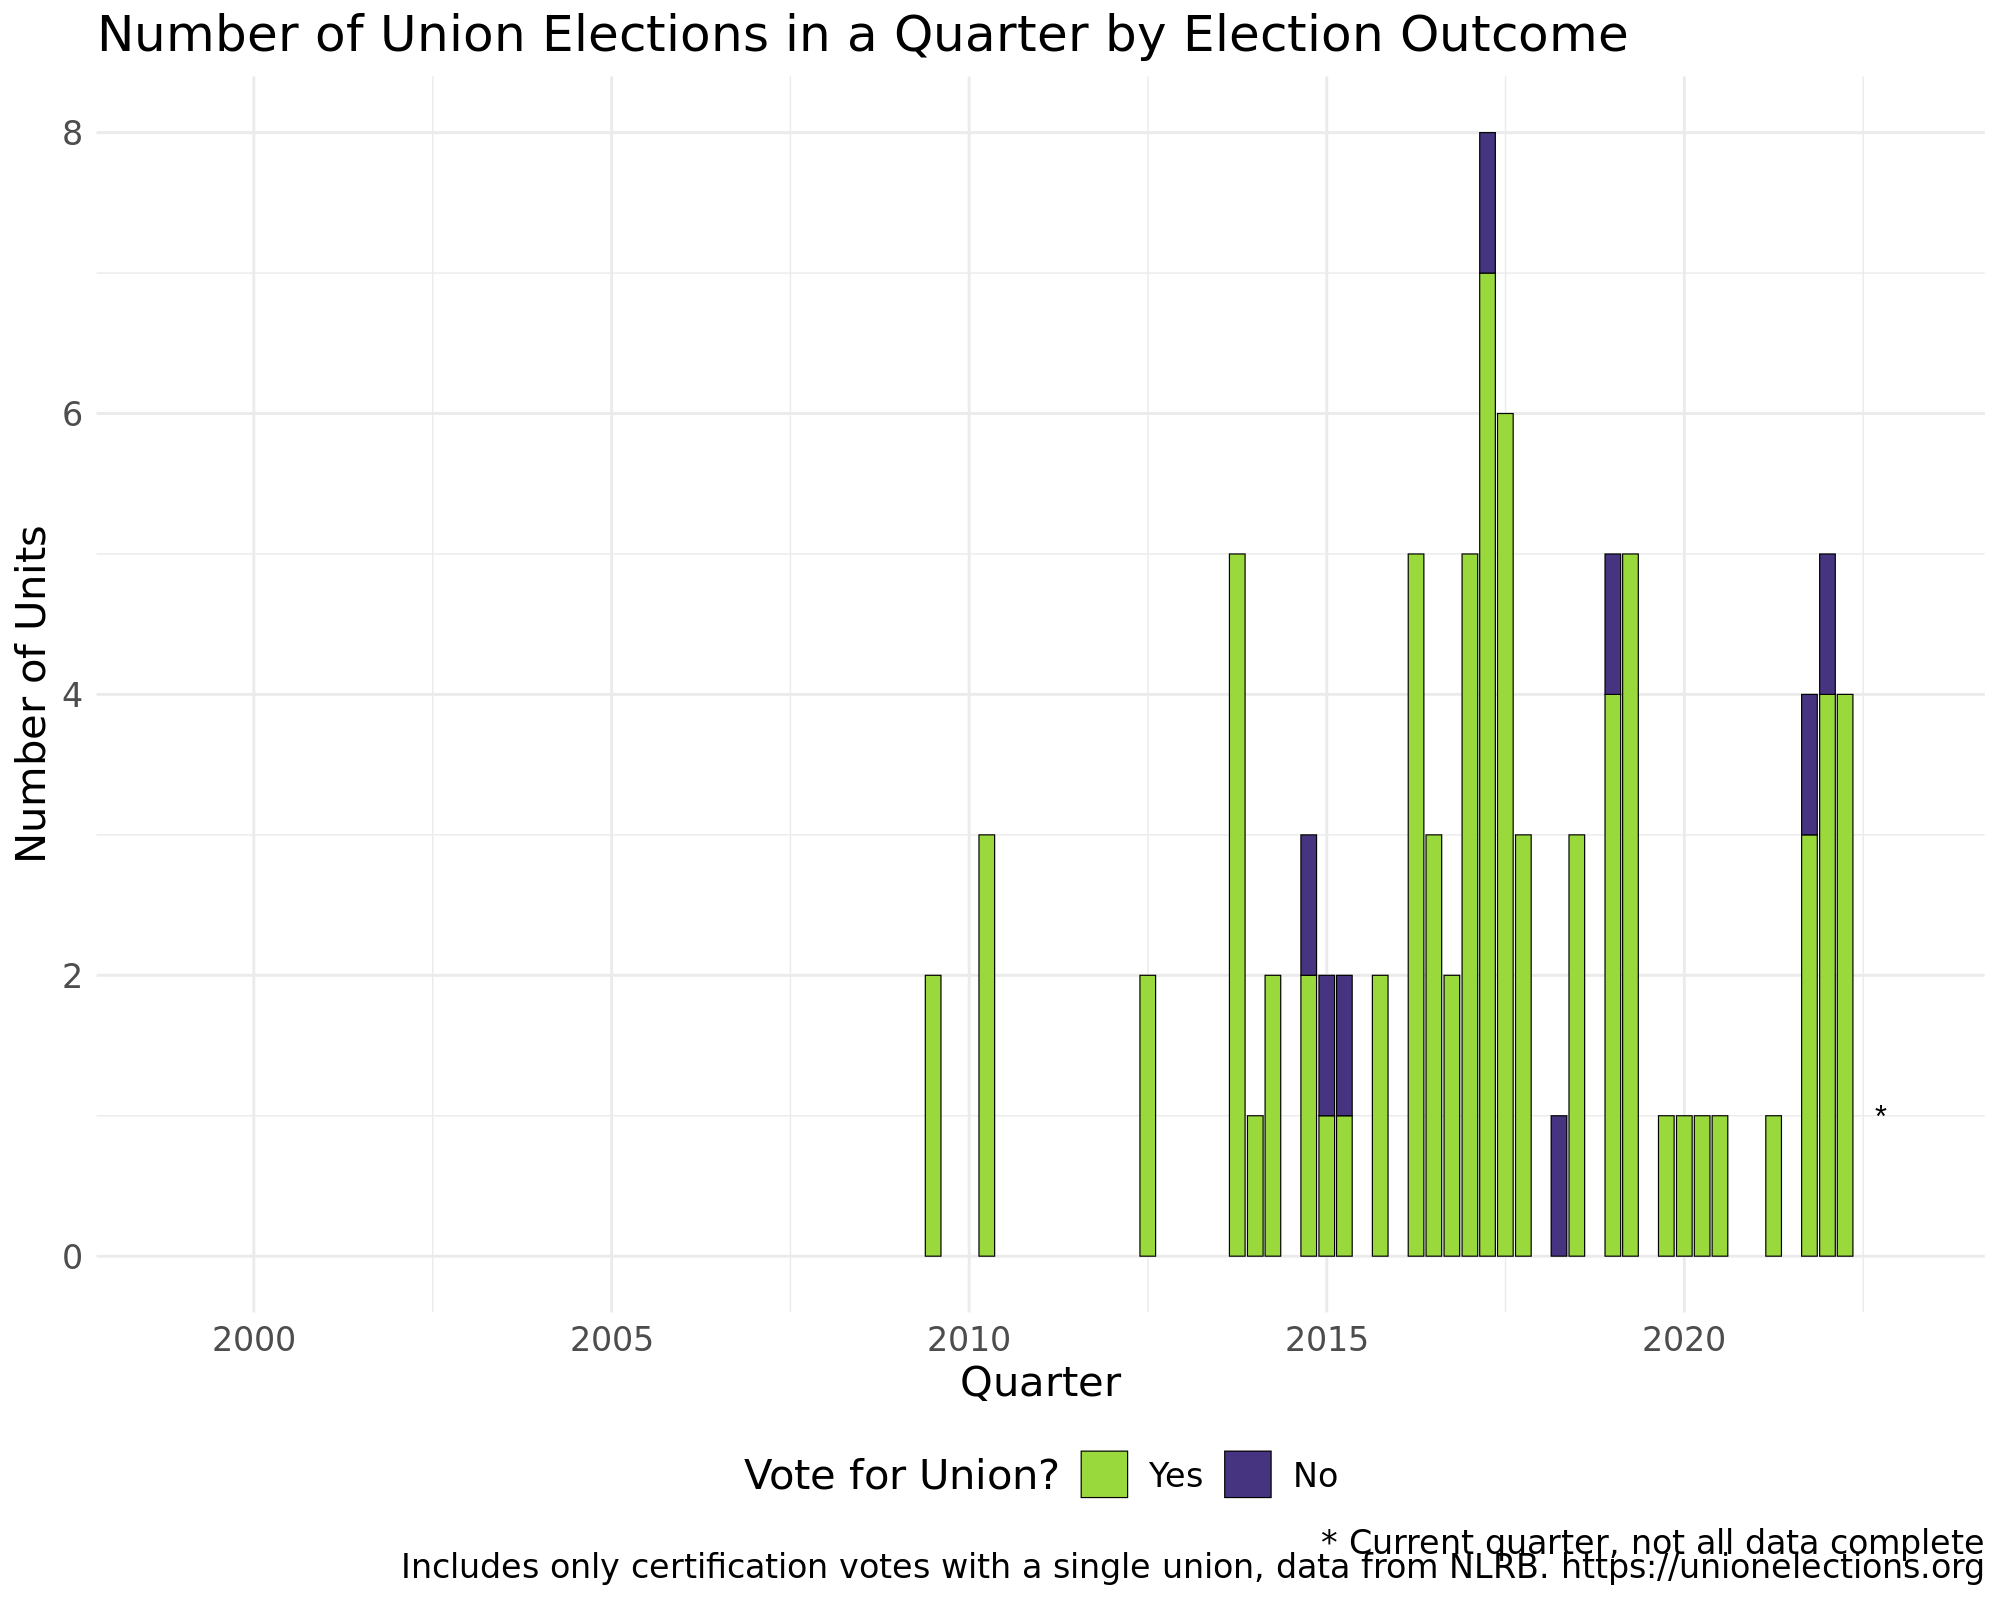 Number of Union Elections in a Quarter by Election Outcome
Number of Units
8
6
4
2
0
*
2000 2005 2010 2015 2020
Quarter
Vote for Union? Yes No
* Current quarter, not all data complete
Includes only certification votes with a single union, data from NLRB. https://unionelections.org